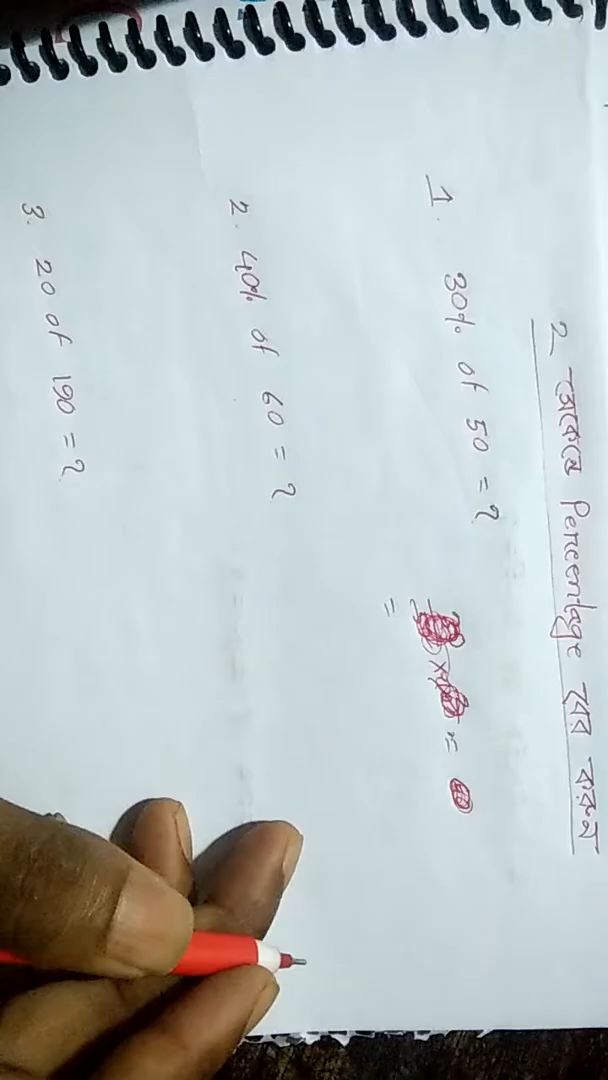 2 সেকেন্ডে Percentage বের করুন
1. 30% of 50 = ?
= × =
2. 40% of 60 = ?
3. 20 of 190 = ?